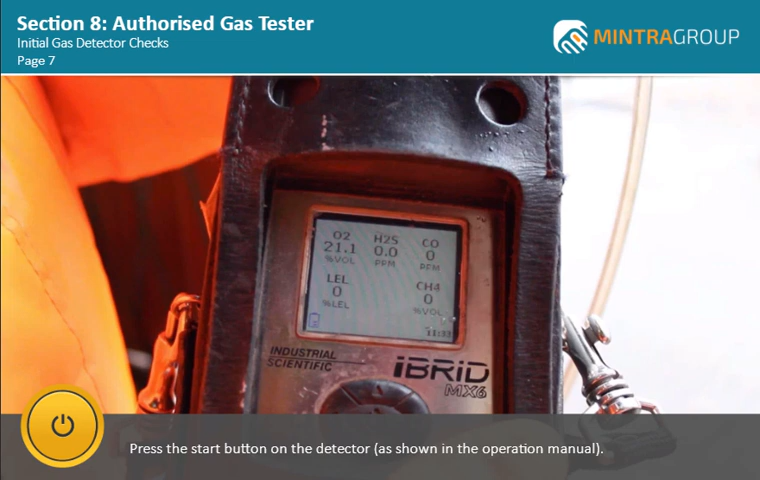 Section 8: Authorised Gas Tester
Initial Gas Detector Checks
Page 7
MINTRAGROUP
O2 H2S CO
21.1 0.0 0
%VOL PPM PPM
LEL CH4
0 0
%LEL %VOL
INDUSTRIAL
SCIENTIFIC
iBRiD
MX6
Press the start button on the detector (as shown in the operation manual).